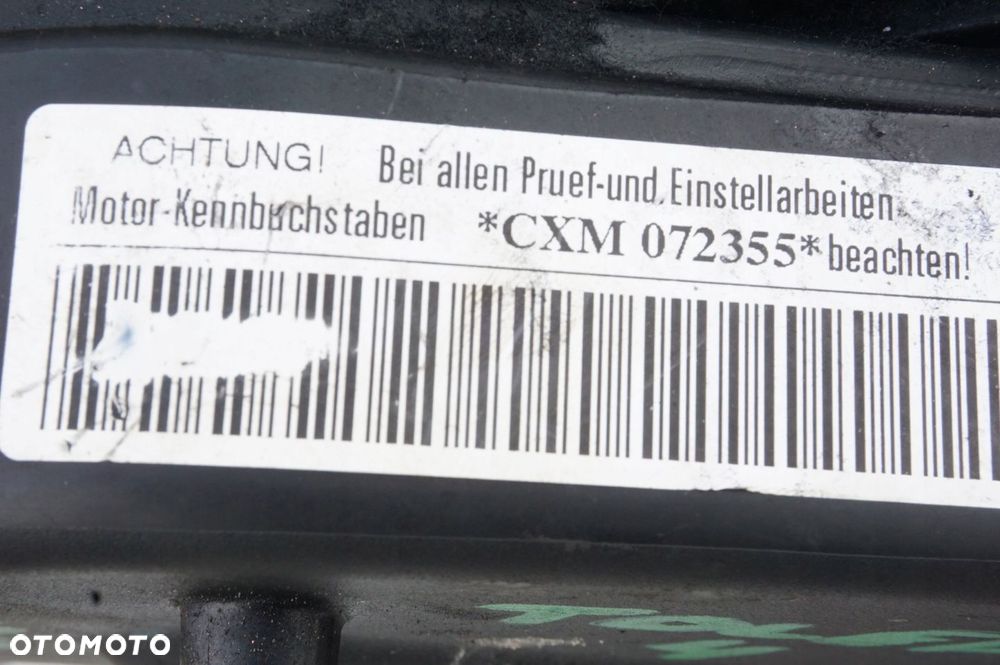 ACHTUNG! Bei allen Pruef-und Einstellarbeiten
Motor-Kennbuchstaben *CXM 072355* beachten!
OTOMOTO